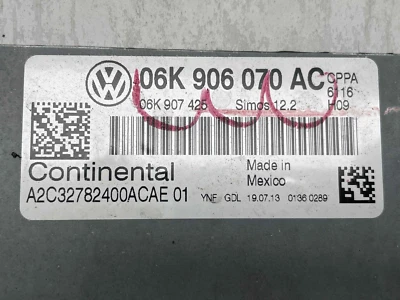 06K 906 070 AC
CPPA
6116
06K 907 425 Simos 12.2 H09
Continental
Made in
Mexico
A2C32782400ACAE 01
YNF GDL 19.07.13 0136 0289